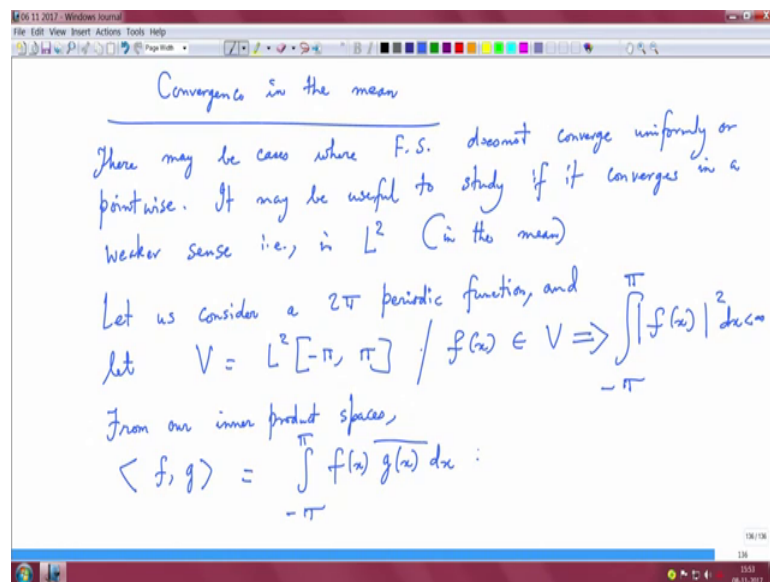 06 11 2017 - Windows Journal
File Edit View Insert Actions Tools Help
Page Width
Convergence in the mean
There may be cases where F.S. doesnot converge uniformly or
pointwise. It may be useful to study if it converges in a
weaker sense i.e., in L² (in the mean)
Let us consider a 2π periodic function, and
let V = L²[-π, π] / f(x) ∈ V ⇒ ∫_{-π}^{π} |f(x)|² dx < ∞
From our inner product spaces,
⟨f, g⟩ = ∫_{-π}^{π} f(x) \overline{g(x)} dx :
136/136
136
15:53
08-11-2017